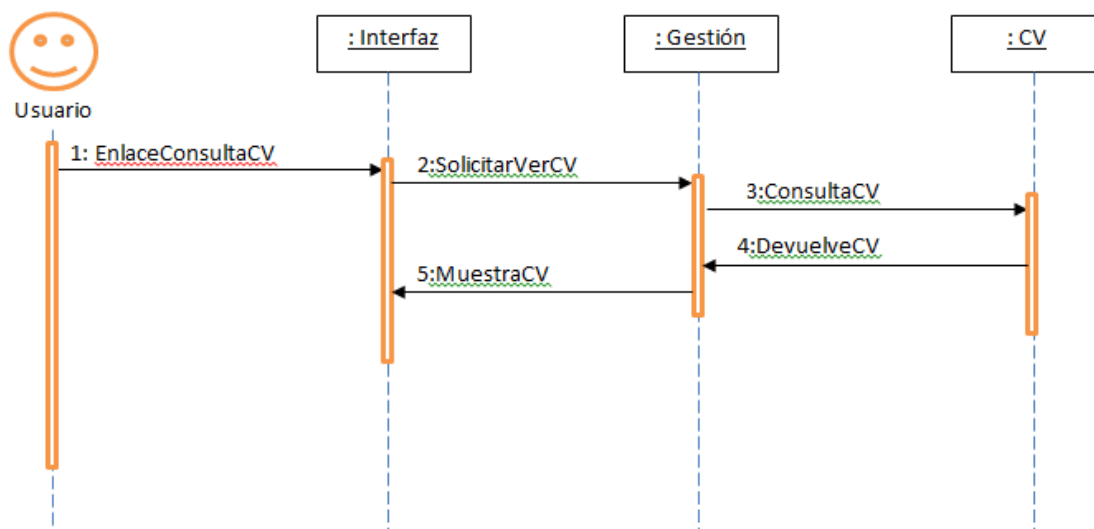 : Interfaz
: Gestión
: CV
Usuario
1: EnlaceConsultaCV
2:SolicitarVerCV
3:ConsultaCV
4:DevuelveCV
5:MuestraCV